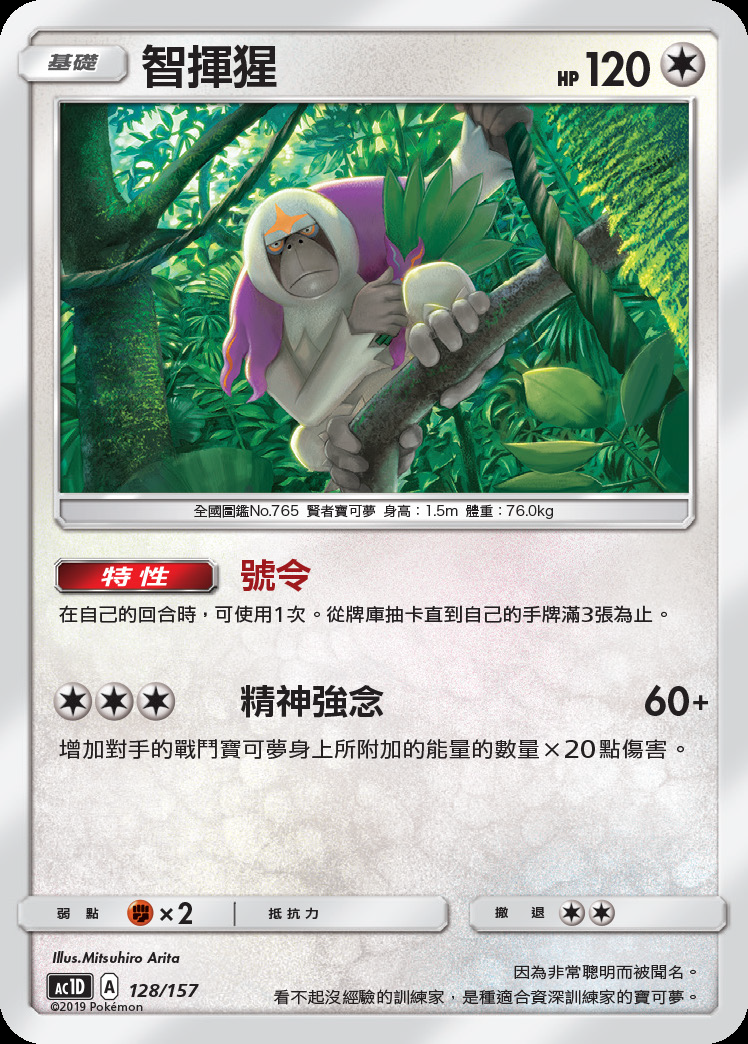 基礎 智揮猩 HP 120
全國圖鑑No.765 賢者寶可夢 身高：1.5m 體重：76.0kg
特性 號令
在自己的回合時，可使用1次。從牌庫抽卡直到自己的手牌滿3張為止。
精神強念 60+
增加對手的戰鬥寶可夢身上所附加的能量的數量×20點傷害。
弱點 ×2 抵抗力 撤退
Illus.Mitsuhiro Arita
因為非常聰明而被聞名。
AC1D A 128/157
看不起沒經驗的訓練家，是種適合資深訓練家的寶可夢。
©2019 Pokémon